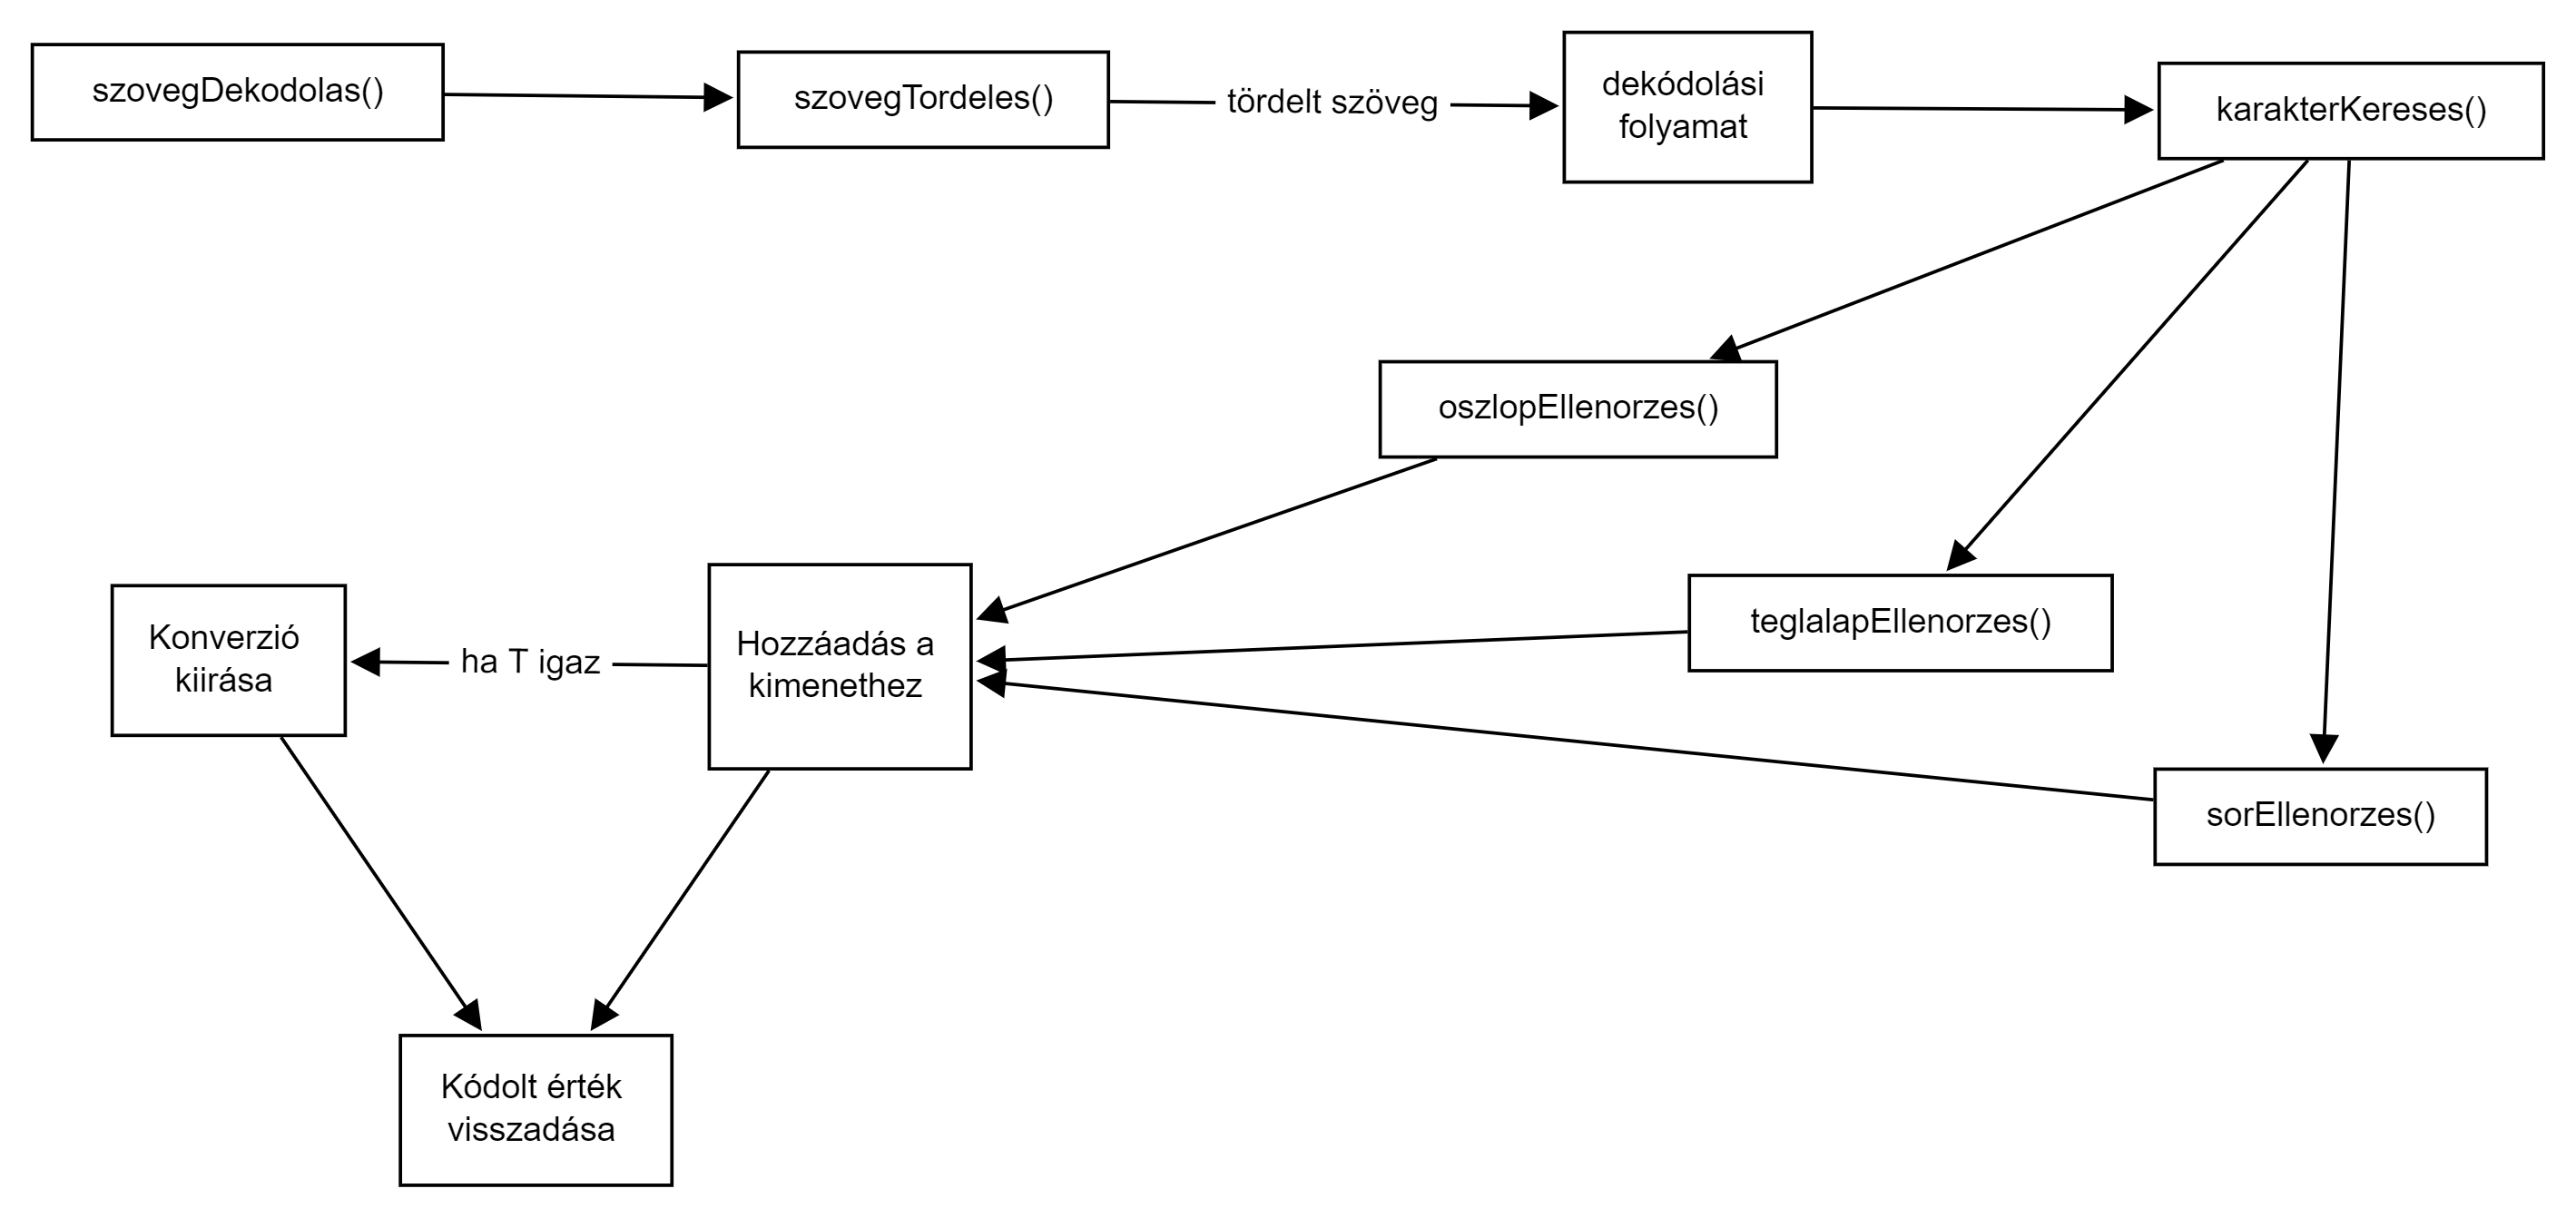 szovegDekodolas()
szovegTordeles()
tördelt szöveg
dekódolási
folyamat
karakterKereses()
oszlopEllenorzes()
teglalapEllenorzes()
sorEllenorzes()
Hozzáadás a
kimenethez
ha T igaz
Konverzió
kiirása
Kódolt érték
visszadása